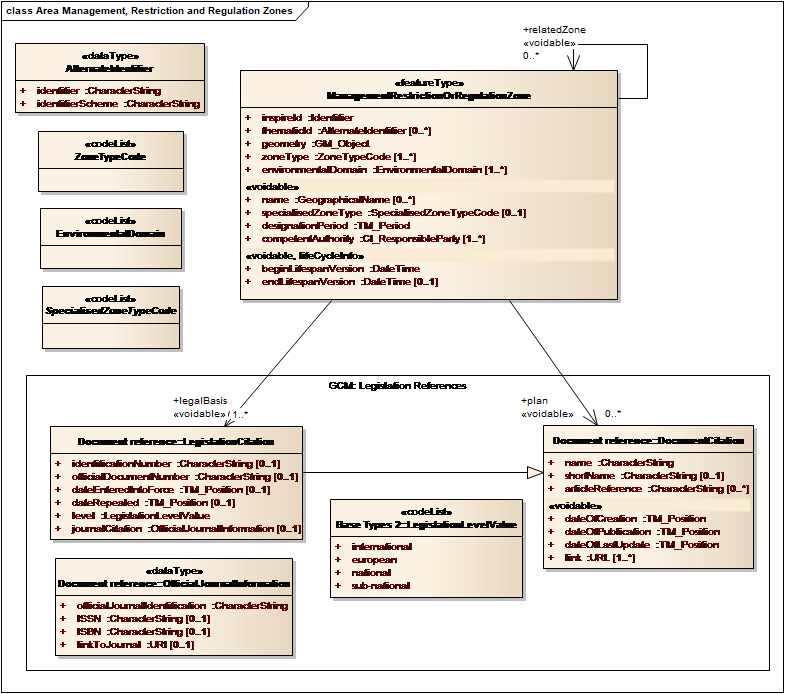 class Area Management, Restriction and Regulation Zones
+relatedZone
«voidable»
0..*
«dataType»
AlternateIdentifier
+ identifier :CharacterString
+ identifierScheme :CharacterString
«codeList»
ZoneTypeCode
«codeList»
EnvironmentalDomain
«codeList»
SpecialisedZoneTypeCode
«featureType»
ManagementRestrictionOrRegulationZone
+ inspireId :Identifier
+ thematicId :AlternateIdentifier [0..*]
+ geometry :GM_Object
+ zoneType :ZoneTypeCode [1..*]
+ environmentalDomain :EnvironmentalDomain [1..*]
«voidable»
+ name :GeographicalName [0..*]
+ specialisedZoneType :SpecialisedZoneTypeCode [0..1]
+ designationPeriod :TM_Period
+ competentAuthority :CI_ResponsibleParty [1..*]
«voidable, lifeCycleInfo»
+ beginLifespanVersion :DateTime
+ endLifespanVersion :DateTime [0..1]
GCM: Legislation References
+legalBasis
«voidable» 1..*
+plan
«voidable» 0..*
Document reference::LegislationCitation
+ identificationNumber :CharacterString [0..1]
+ officialDocumentNumber :CharacterString [0..1]
+ dateEnteredIntoForce :TM_Position [0..1]
+ dateRepealed :TM_Position [0..1]
+ level :LegislationLevelValue
+ journalCitation :OfficialJournalInformation [0..1]
Document reference::DocumentCitation
+ name :CharacterString
+ shortName :CharacterString [0..1]
+ articleReference :CharacterString [0..*]
«voidable»
+ dateOfCreation :TM_Position
+ dateOfPublication :TM_Position
+ dateOfLastUpdate :TM_Position
+ link :URL [1..*]
«codeList»
Base Types 2::LegislationLevelValue
+ international
+ european
+ national
+ sub-national
«dataType»
Document reference::OfficialJournalInformation
+ officialJournalIdentification :CharacterString
+ ISSN :CharacterString [0..1]
+ ISBN :CharacterString [0..1]
+ linkToJournal :URI [0..1]